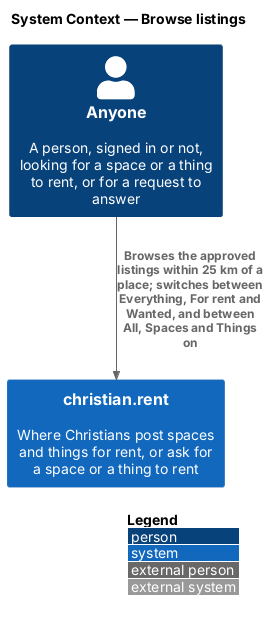 System Context — Browse listings
Anyone
A person, signed in or not,
looking for a space or a thing
to rent, or for a request to
answer
Browses the approved
listings within 25 km of a
place; switches between
Everything, For rent and
Wanted, and between
All, Spaces and Things
on
christian.rent
Where Christians post spaces
and things for rent, or ask for
a space or a thing to rent
Legend
person
system
external person
external system